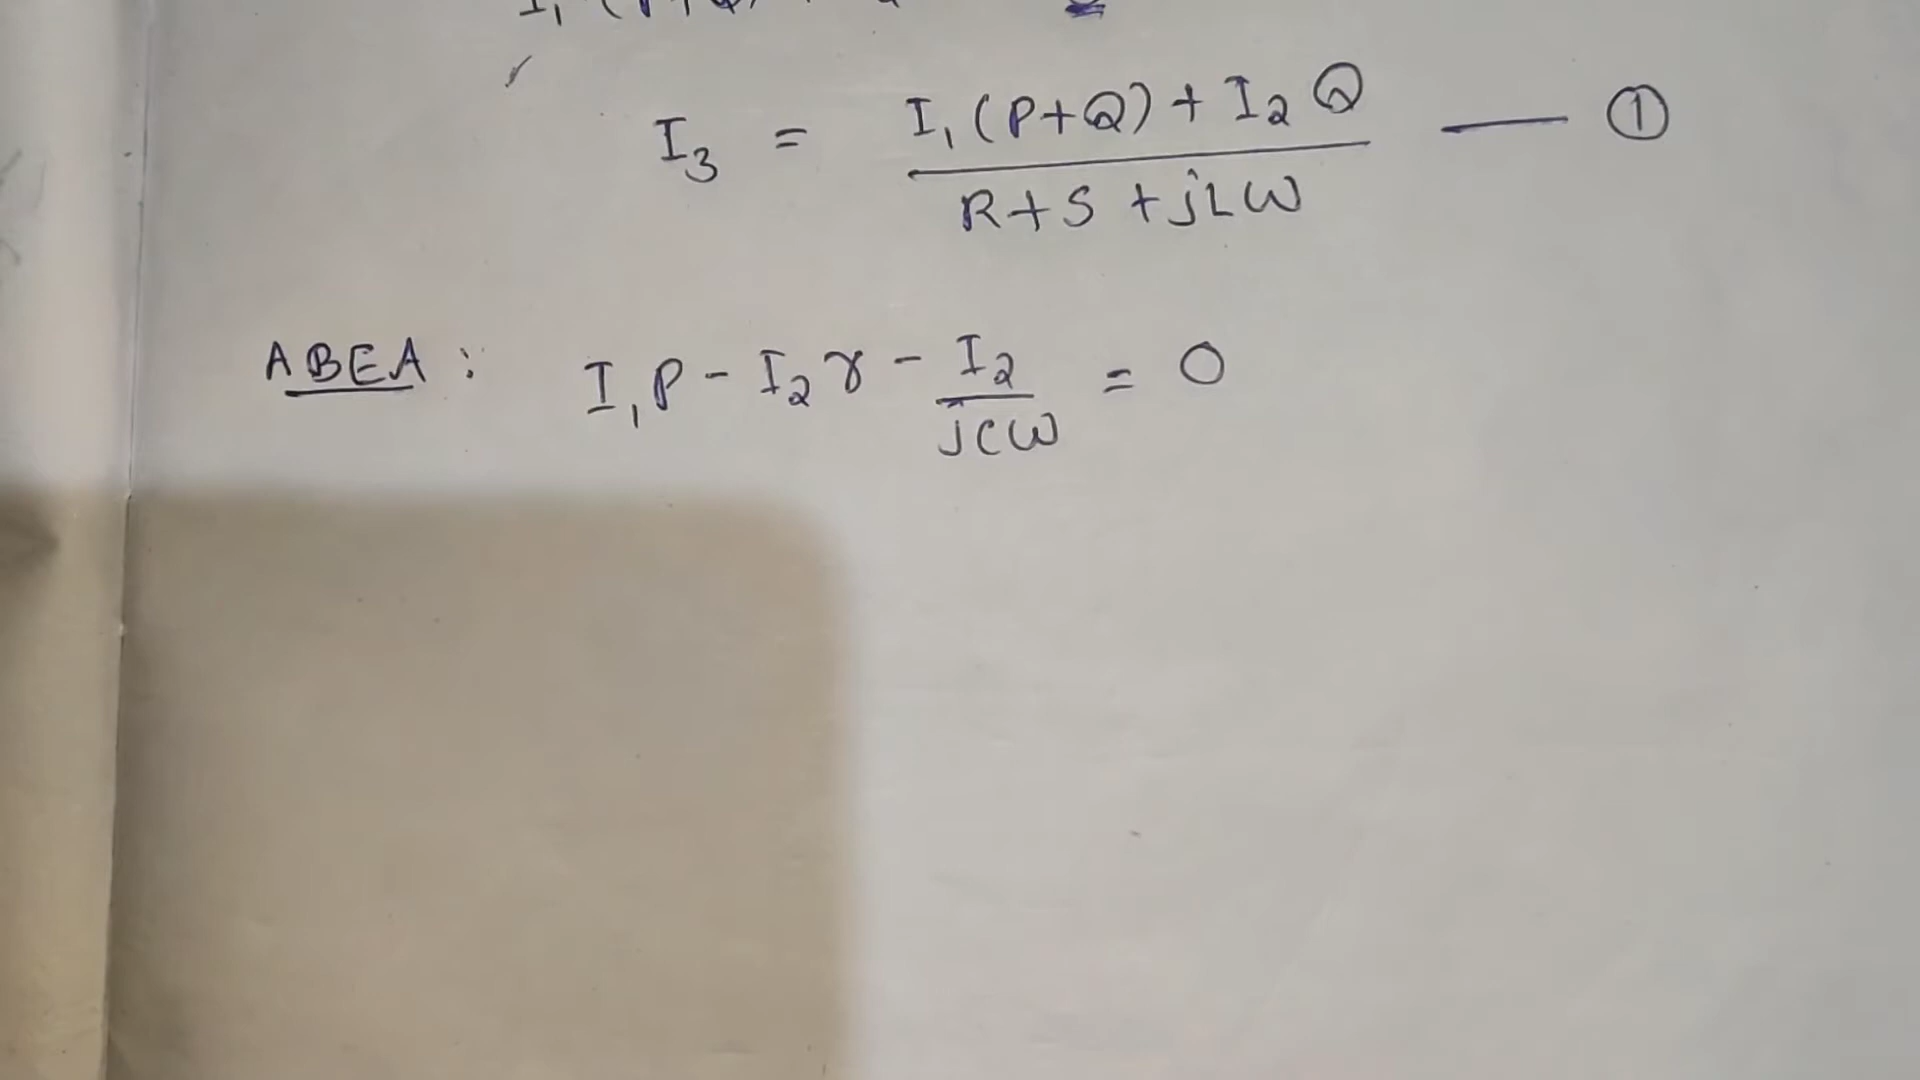 I₃ = I₁(P+Q) + I₂Q / R+S+jLω — ①
ABEA : I₁P - I₂r - I₂/jCω = 0